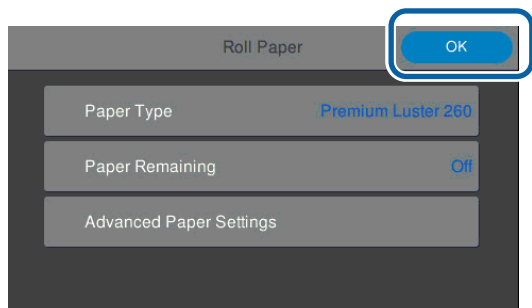 Roll Paper
OK
Paper Type Premium Luster 260
Paper Remaining Off
Advanced Paper Settings